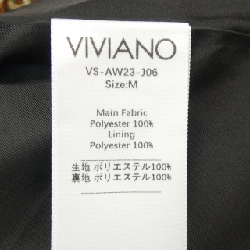 VIVIANO
VS-AW23-J06
Size:M
Main Fabric
Polyester 100%
Lining
Polyester 100%
生地 ポリエステル100%
裏地 ポリエステル100%